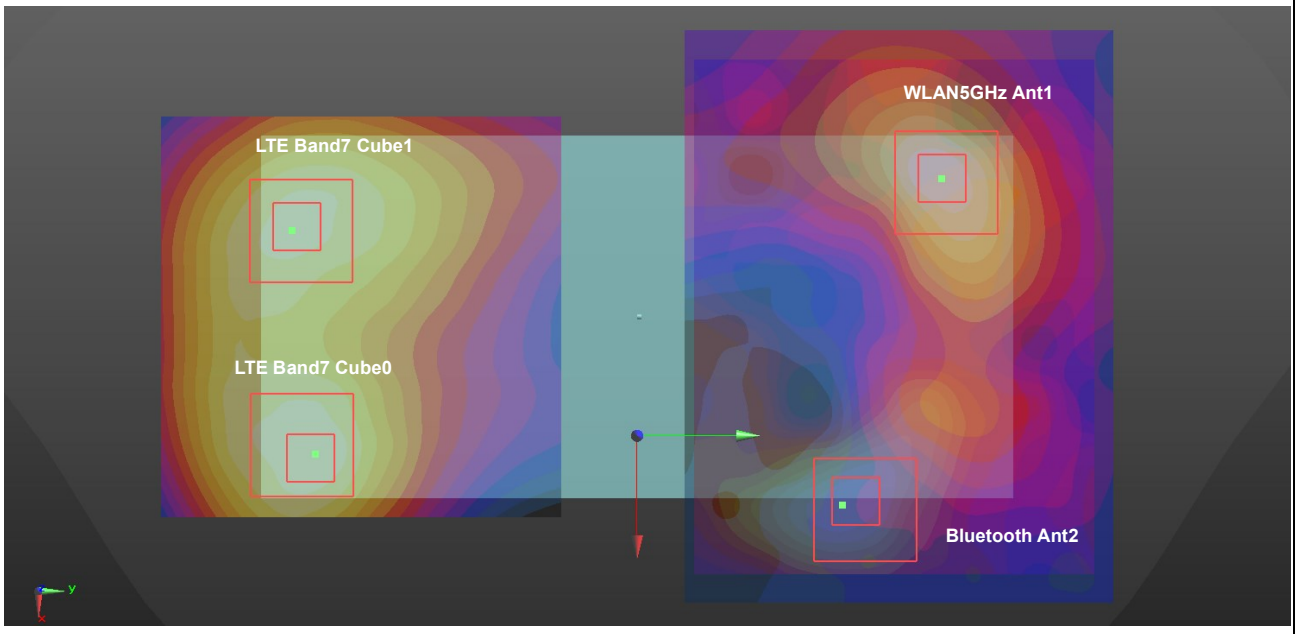 WLAN5GHz Ant1
LTE Band7 Cube1
LTE Band7 Cube0
Bluetooth Ant2
y
x